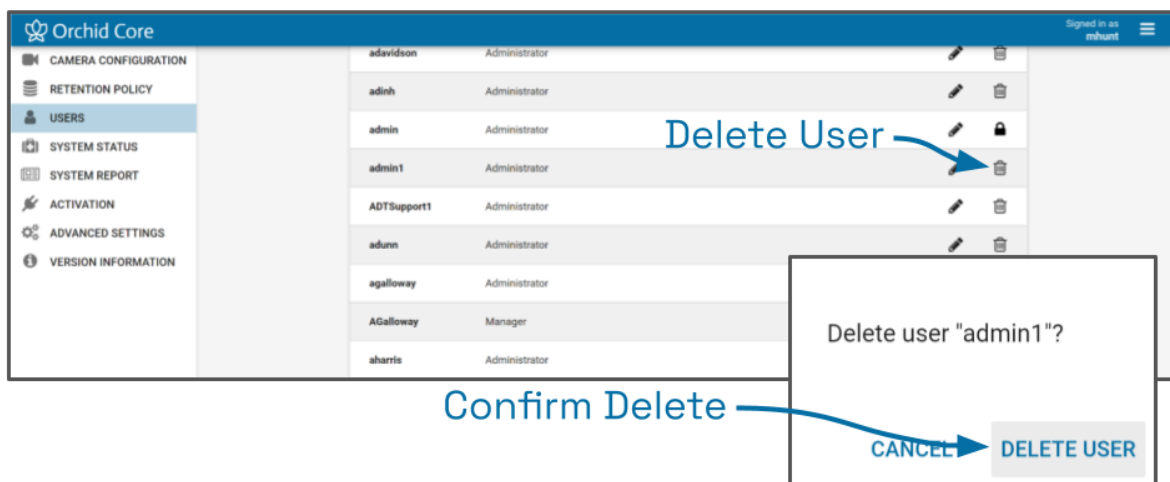 Orchid Core
Signed in as
mhunt
CAMERA CONFIGURATION
RETENTION POLICY
USERS
SYSTEM STATUS
SYSTEM REPORT
ACTIVATION
ADVANCED SETTINGS
VERSION INFORMATION
adavidson Administrator
adinh Administrator
admin Administrator
Delete User
admin1 Administrator
ADTSupport1 Administrator
adunn Administrator
agalloway Administrator
AGalloway Manager
aharris Administrator
Delete user "admin1"?
Confirm Delete
CANCEL DELETE USER